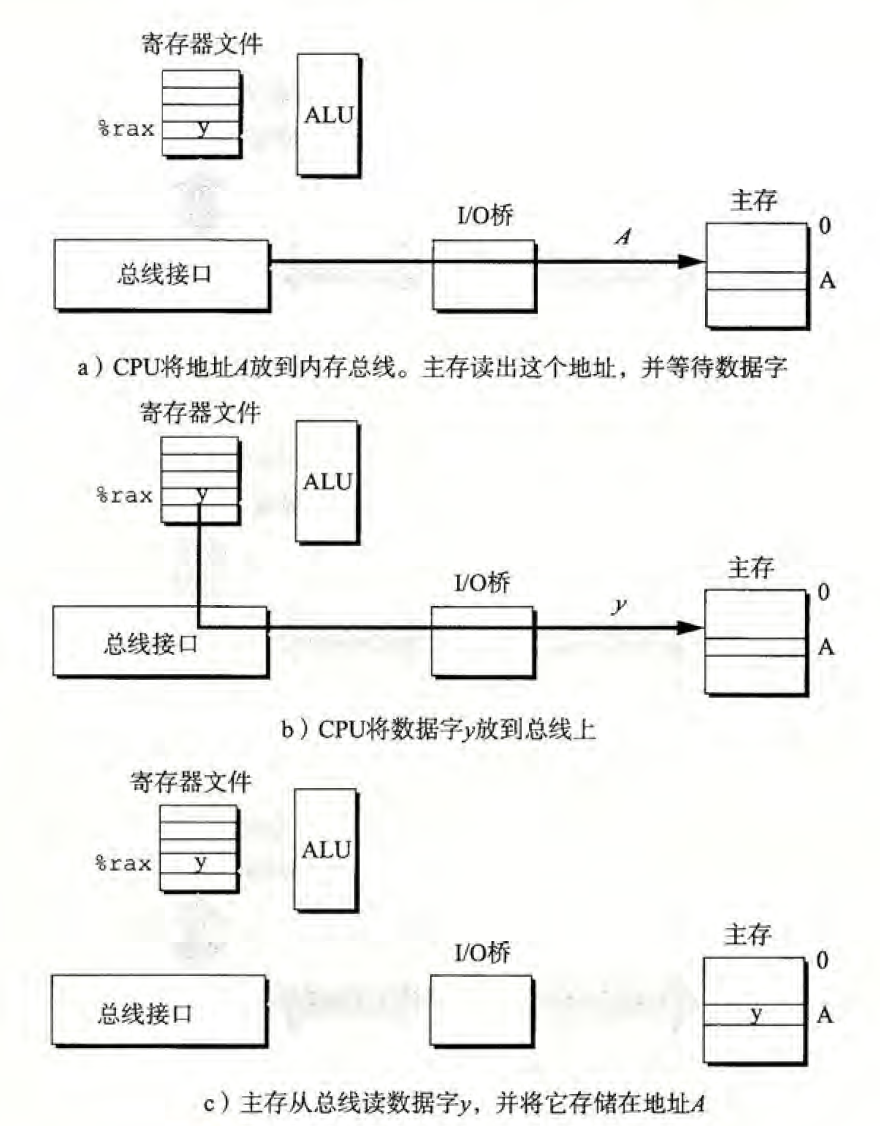 寄存器文件
ALU
%rax y
I/O桥
主存
0
A
总线接口
A
a）CPU将地址A放到内存总线。主存读出这个地址，并等待数据字
寄存器文件
ALU
%rax y
I/O桥
主存
0
y
总线接口
A
b）CPU将数据字y放到总线上
寄存器文件
ALU
%rax y
I/O桥
主存
0
总线接口
y A
c）主存从总线读数据字y，并将它存储在地址A